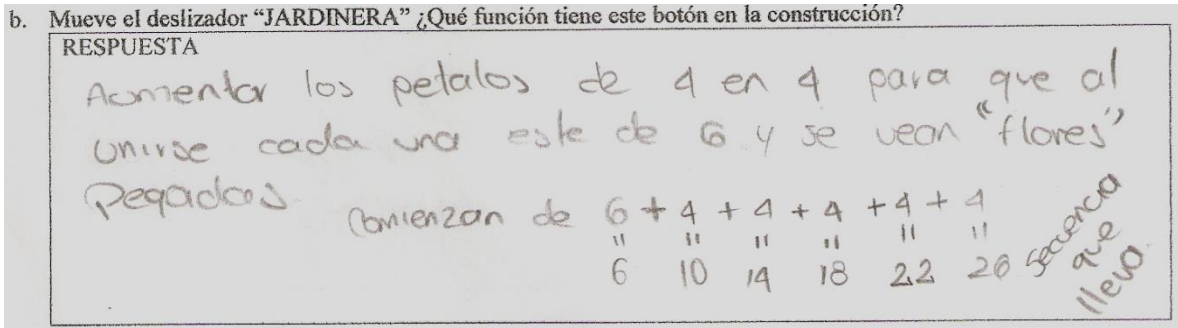 b. Mueve el deslizador “JARDINERA” ¿Qué función tiene este botón en la construcción?
RESPUESTA
Aumentar los petalos de 4 en 4 para que al
unirse cada una este de 6 y se vean "flores"
Pegadas
Comienzan de 6 + 4 + 4 + 4 + 4 + 4
" " " " " "
6 10 14 18 22 26
Secuencia
que
lleva